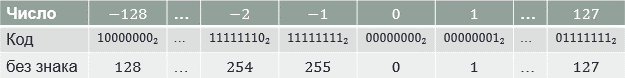 Число −128 ... −2 −1 0 1 ... 127
Код 10000000₂ ... 11111110₂ 11111111₂ 00000000₂ 00000001₂ ... 01111111₂
без знака 128 ... 254 255 0 1 ... 127